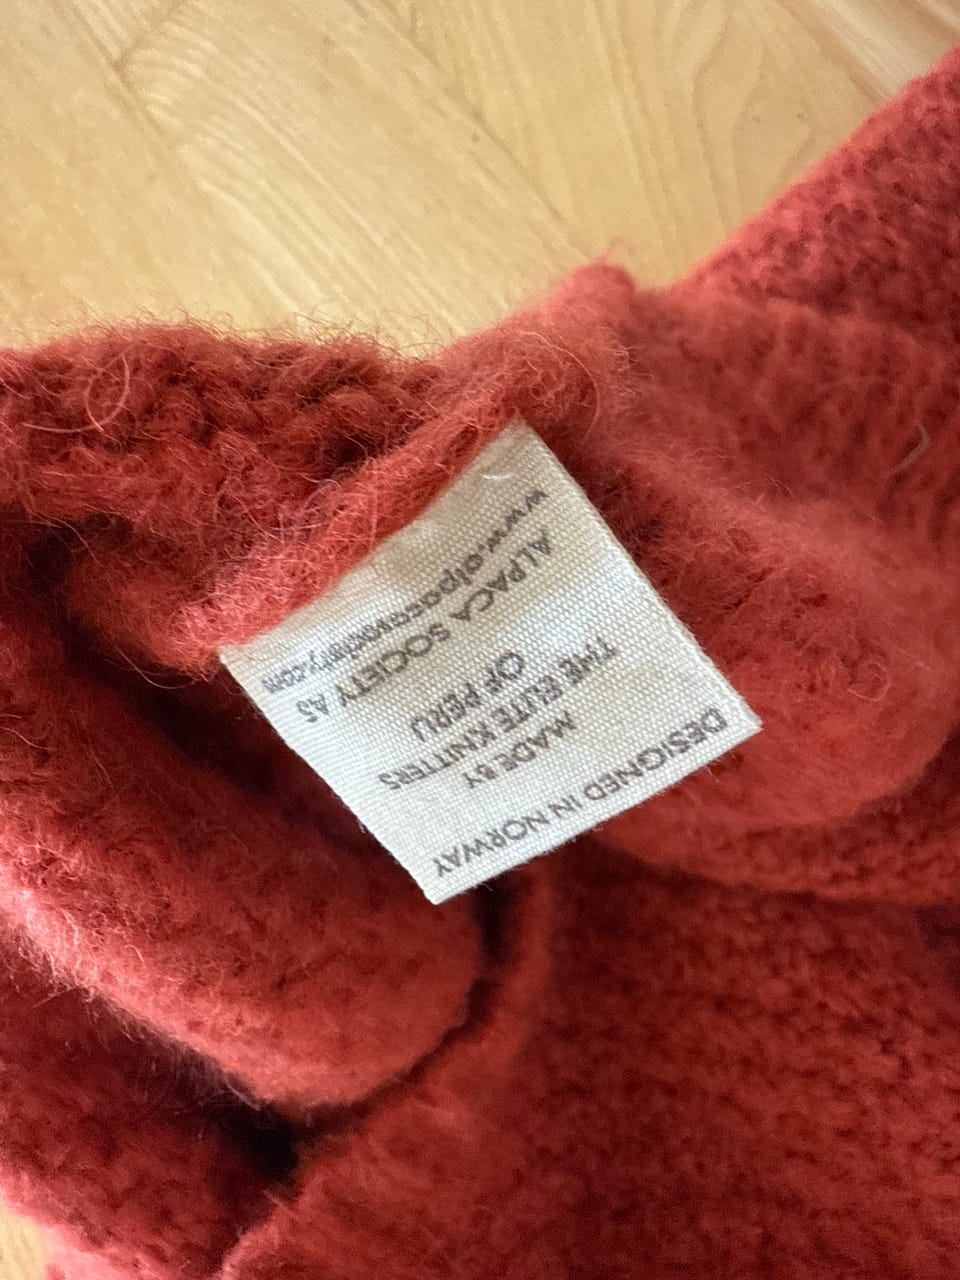 DESIGNED IN NORWAY
MADE BY
THE ELITE KNITTERS
OF PERU
ALPACA SOCIETY AS
www.alpacasociety.com